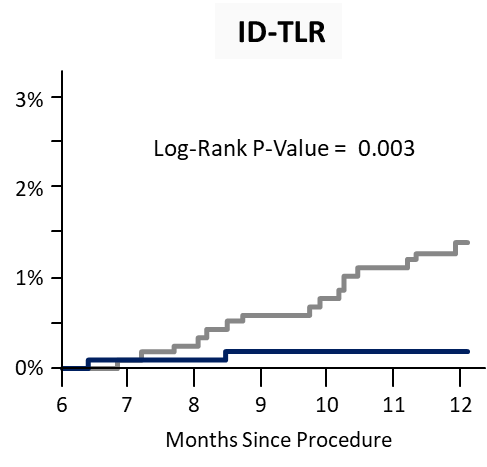 ID-TLR
3%
Log-Rank P-Value = 0.003
2%
1%
0%
6 7 8 9 10 11 12
Months Since Procedure